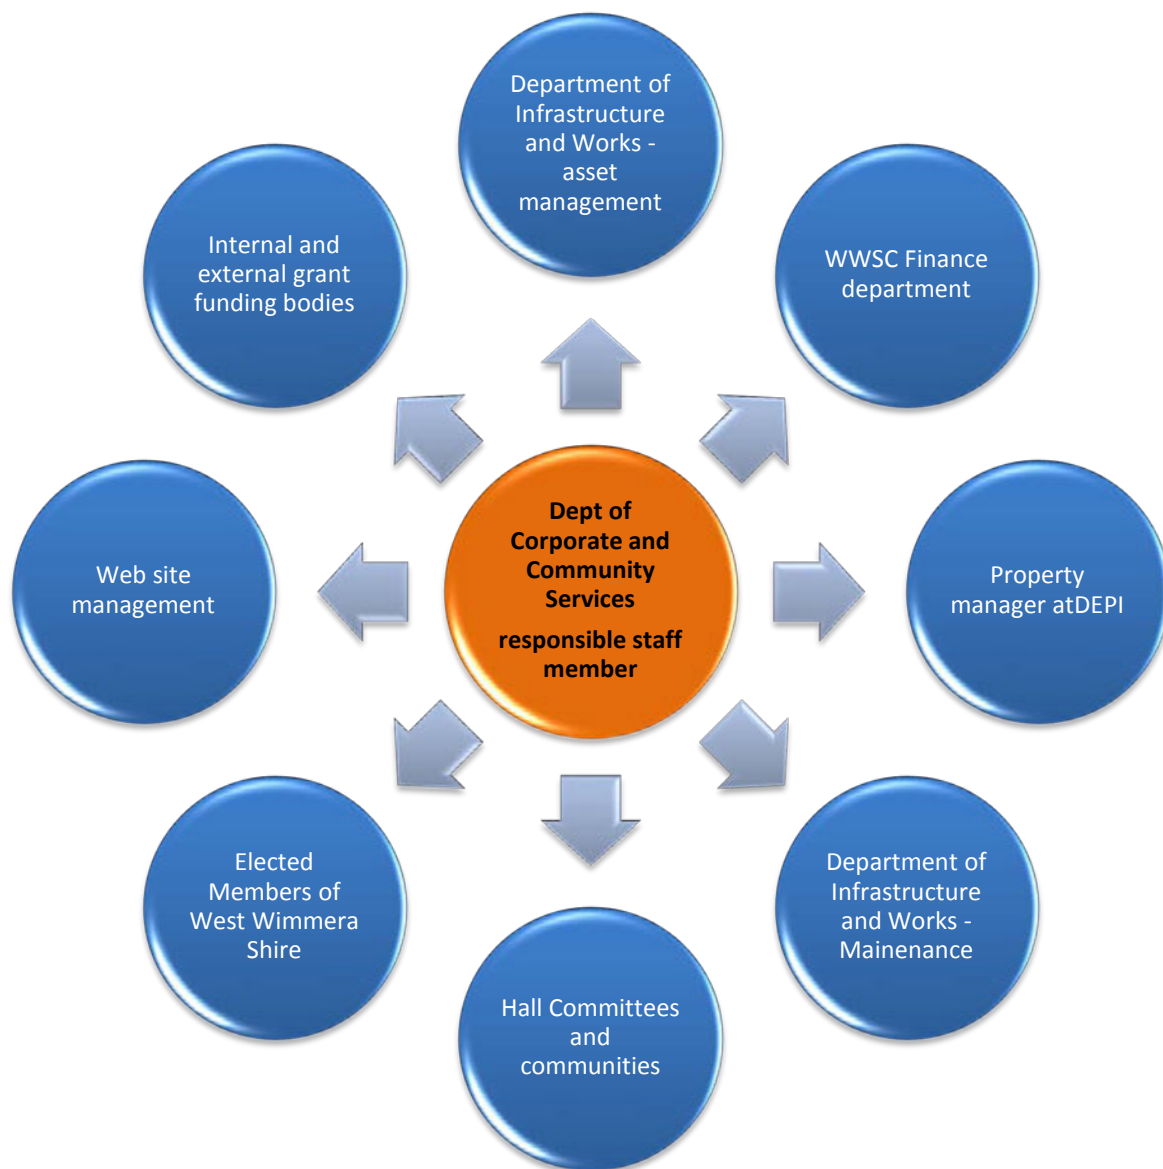 Department of
Infrastructure
and Works -
asset
management
Internal and
external grant
funding bodies
WWSC Finance
department
Dept of
Corporate and
Community
Services
responsible staff
member
Web site
management
Property
manager atDEPI
Elected
Members of
West Wimmera
Shire
Department of
Infrastructure
and Works -
Mainenance
Hall Committees
and
communities